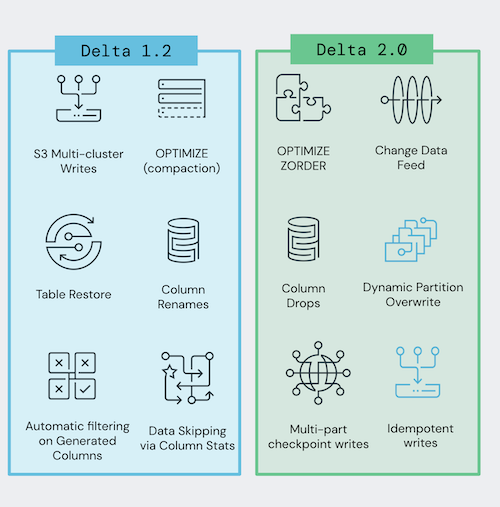 Delta 1.2
S3 Multi-cluster
Writes
OPTIMIZE
(compaction)
Table Restore
Column
Renames
Automatic filtering
on Generated
Columns
Data Skipping
via Column Stats
Delta 2.0
OPTIMIZE
ZORDER
Change Data
Feed
Column
Drops
Dynamic Partition
Overwrite
Multi-part
checkpoint writes
Idempotent
writes